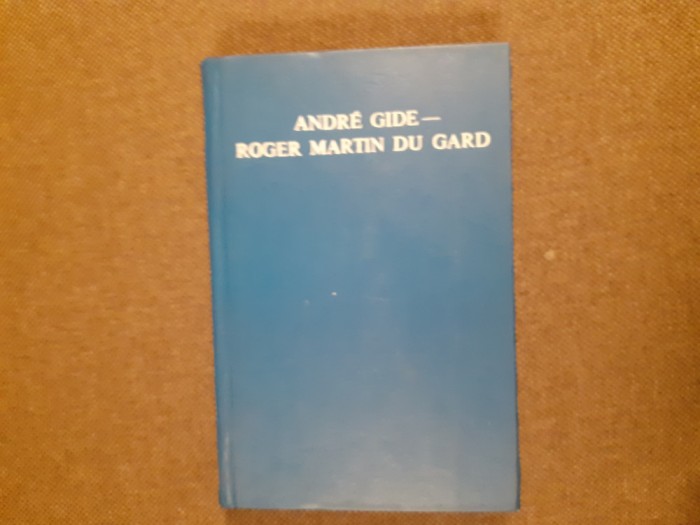 ANDRÉ GIDE —
ROGER MARTIN DU GARD